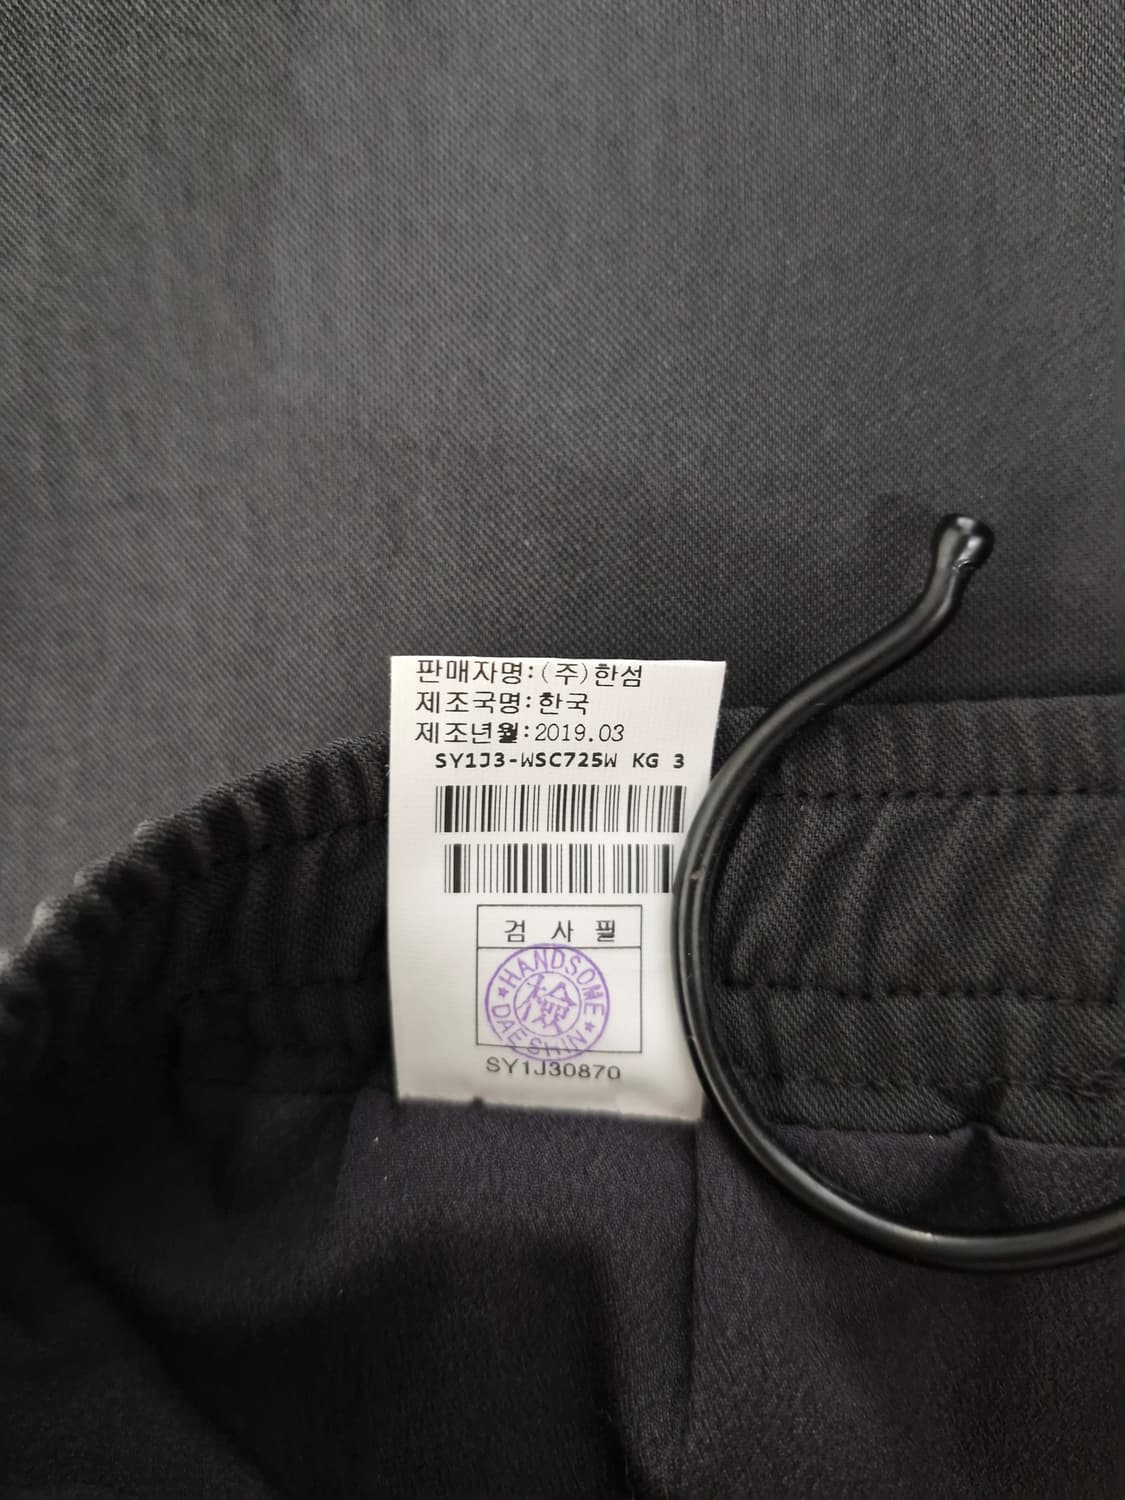 판매자명:(주)한섬
제조국명:한국
제조년월:2019.03
SY1J3-WSC725W KG 3
검 사 필
HANDSOME
檢
DAESHIN
SY1J30870